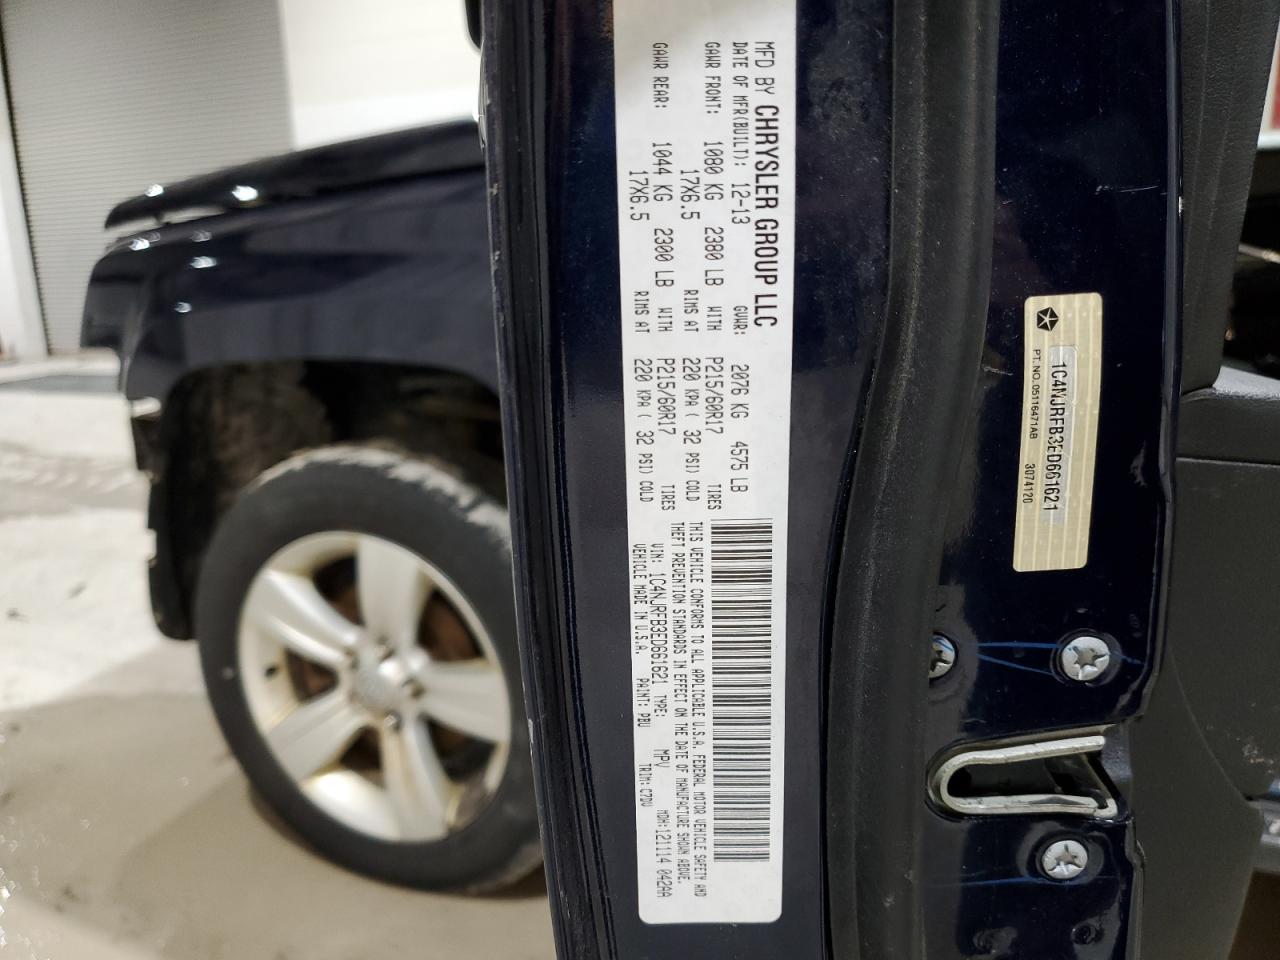 MFD BY CHRYSLER GROUP LLC
DATE OF MFR(BUILT): 12-13 GVWR: 2076 KG 4575 LB
GAWR FRONT: 1080 KG 2380 LB WITH P215/60R17 TIRES
17X6.5 RIMS AT 220 KPA ( 32 PSI) COLD
GAWR REAR: 1044 KG 2300 LB WITH P215/60R17 TIRES
17X6.5 RIMS AT 220 KPA ( 32 PSI) COLD
THIS VEHICLE CONFORMS TO ALL APPLICABLE U.S.A. FEDERAL MOTOR VEHICLE SAFETY AND
THEFT PREVENTION STANDARDS IN EFFECT ON THE DATE OF MANUFACTURE SHOWN ABOVE.
VIN: 1C4NJRFB3ED661621 TYPE: MPV MDH:121114 042AA
VEHICLE MADE IN U.S.A. PAINT: PBU TRIM: C7DV
1C4NJRFB3ED661621
PT. NO. 05116471AB 3074120